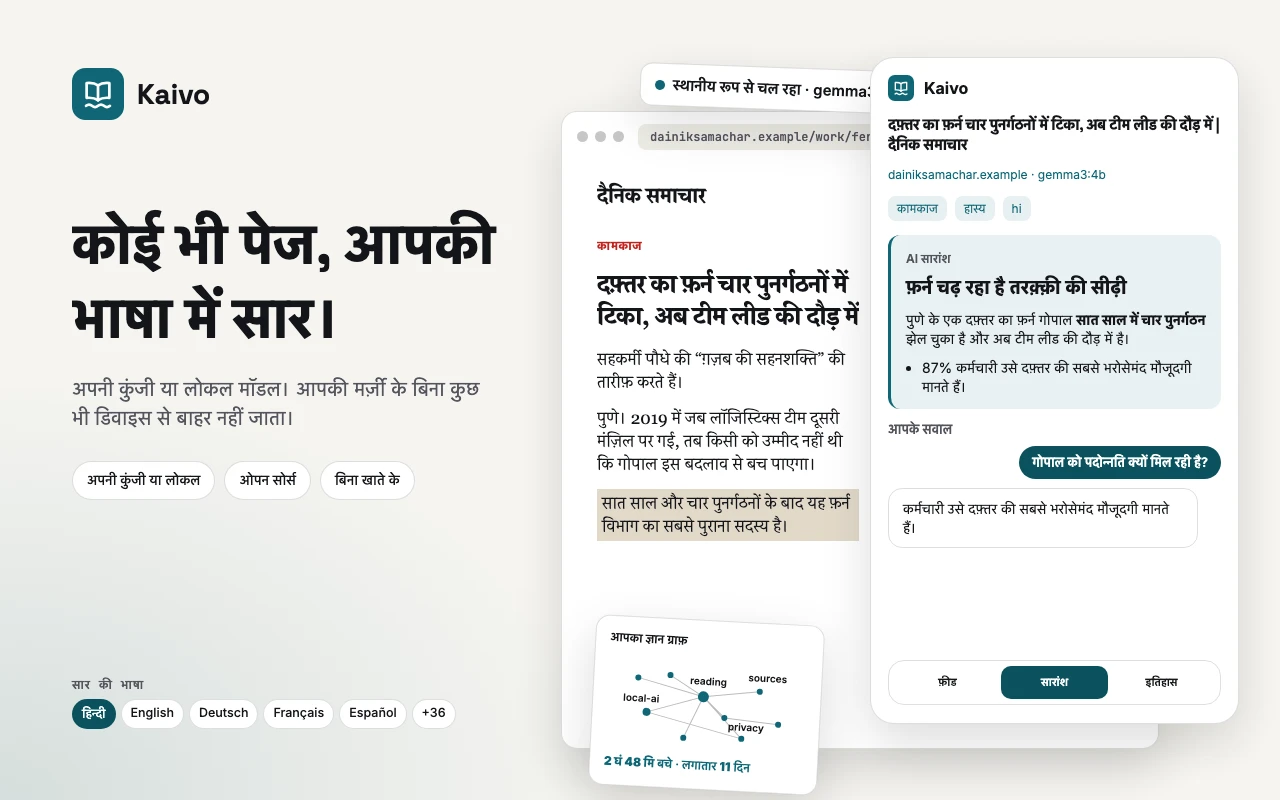 Kaivo
कोई भी पेज, आपकी
भाषा में सार।
अपनी कुंजी या लोकल मॉडल। आपकी मर्ज़ी के बिना कुछ
भी डिवाइस से बाहर नहीं जाता।
अपनी कुंजी या लोकल
ओपन सोर्स
बिना खाते के
सार की भाषा
हिन्दी
English
Deutsch
Français
Español
+36
स्थानीय रूप से चल रहा · gemma3
dainiksamachar.example/work/fer
दैनिक समाचार
कामकाज
दफ़्तर का फ़र्न चार पुनर्गठनों में
टिका, अब टीम लीड की दौड़ में
सहकर्मी पौधे की “ग़ज़ब की सहनशक्ति” की
तारीफ़ करते हैं।
पुणे। 2019 में जब लॉजिस्टिक्स टीम दूसरी
मंज़िल पर गई, तब किसी को उम्मीद नहीं थी
कि गोपाल इस बदलाव से बच पाएगा।
सात साल और चार पुनर्गठनों के बाद यह फ़र्न
विभाग का सबसे पुराना सदस्य है।
आपका ज्ञान ग्राफ़
reading
sources
local-ai
privacy
2 घं 48 मि बचे · लगातार 11 दिन
Kaivo
दफ़्तर का फ़र्न चार पुनर्गठनों में टिका, अब टीम लीड की दौड़ में |
दैनिक समाचार
dainiksamachar.example · gemma3:4b
कामकाज
हास्य
hi
AI सारांश
फ़र्न चढ़ रहा है तरक़्क़ी की सीढ़ी
पुणे के एक दफ़्तर का फ़र्न गोपाल सात साल में चार पुनर्गठन
झेल चुका है और अब टीम लीड की दौड़ में है।
• 87% कर्मचारी उसे दफ़्तर की सबसे भरोसेमंद मौजूदगी
मानते हैं।
आपके सवाल
गोपाल को पदोन्नति क्यों मिल रही है?
कर्मचारी उसे दफ़्तर की सबसे भरोसेमंद मौजूदगी मानते
हैं।
फ़ीड
सारांश
इतिहास